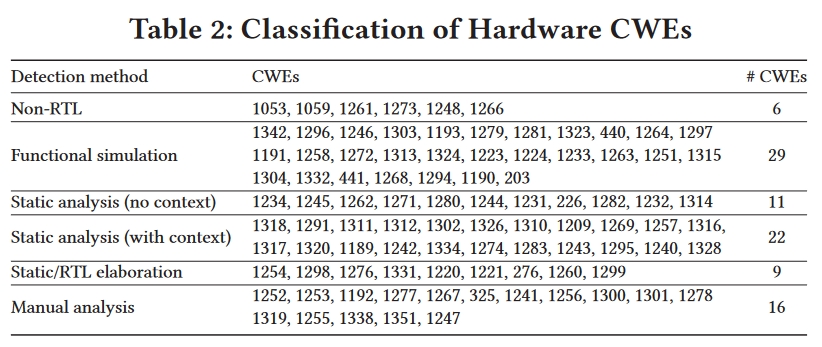 Table 2: Classification of Hardware CWEs
Detection method CWEs # CWEs
Non-RTL 1053, 1059, 1261, 1273, 1248, 1266 6
1342, 1296, 1246, 1303, 1193, 1279, 1281, 1323, 440, 1264, 1297
Functional simulation 1191, 1258, 1272, 1313, 1324, 1223, 1224, 1233, 1263, 1251, 1315 29
1304, 1332, 441, 1268, 1294, 1190, 203
Static analysis (no context) 1234, 1245, 1262, 1271, 1280, 1244, 1231, 226, 1282, 1232, 1314 11
1318, 1291, 1311, 1312, 1302, 1326, 1310, 1209, 1269, 1257, 1316,
Static analysis (with context) 22
1317, 1320, 1189, 1242, 1334, 1274, 1283, 1243, 1295, 1240, 1328
Static/RTL elaboration 1254, 1298, 1276, 1331, 1220, 1221, 276, 1260, 1299 9
1252, 1253, 1192, 1277, 1267, 325, 1241, 1256, 1300, 1301, 1278
Manual analysis 16
1319, 1255, 1338, 1351, 1247